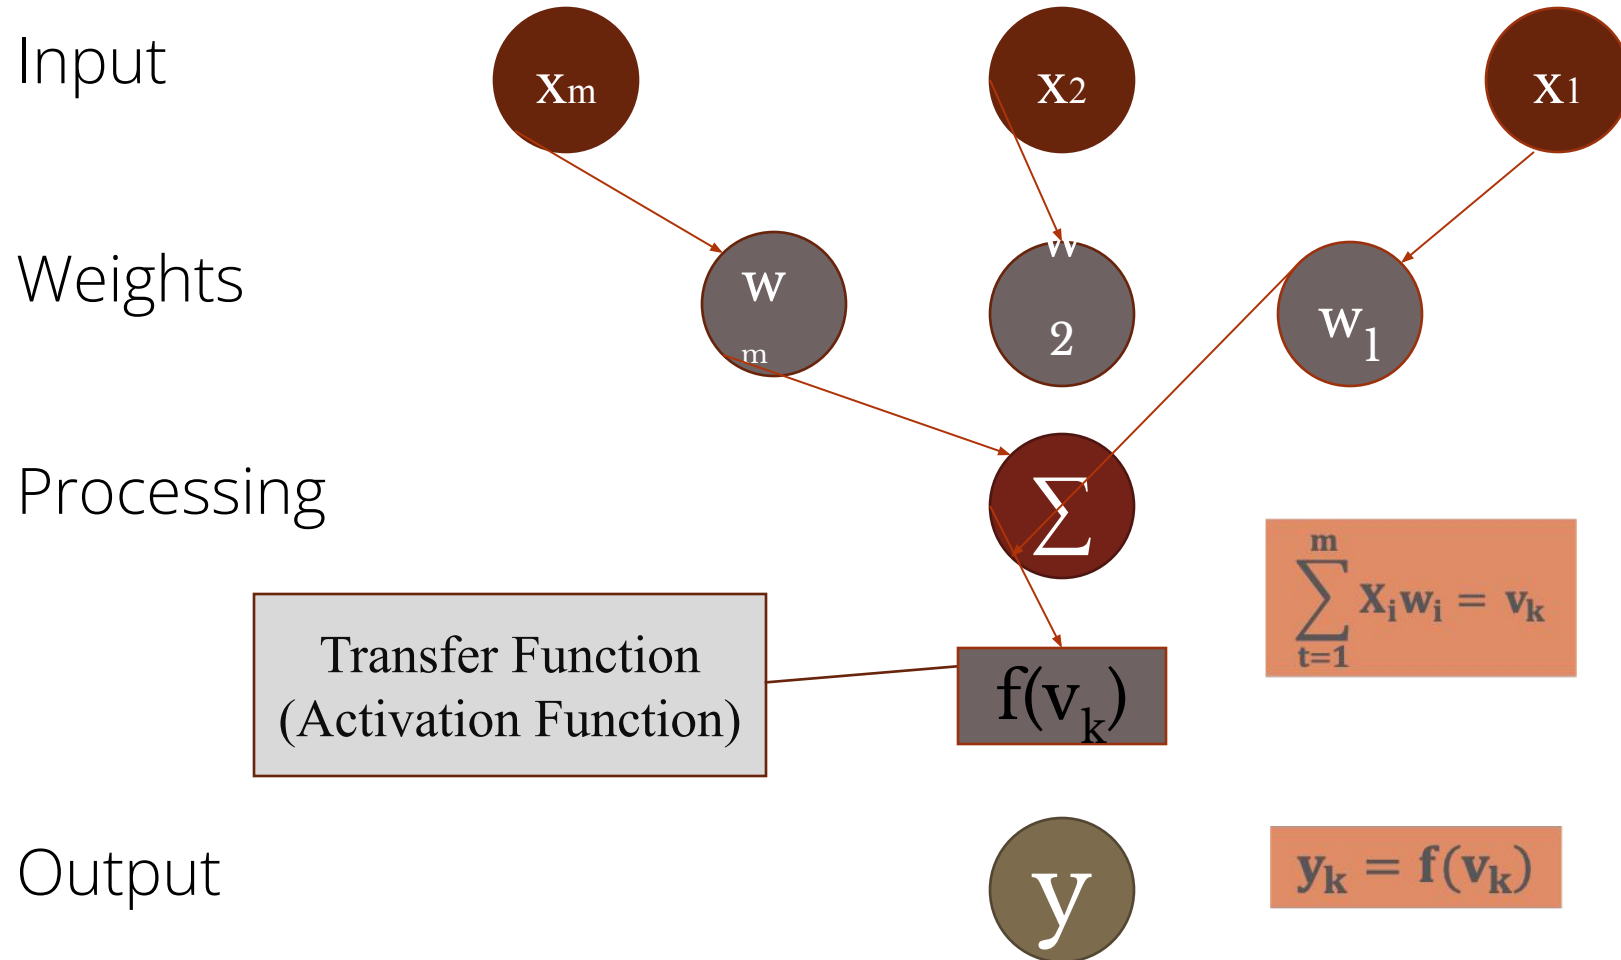 Input
xm
x2
x1
Weights
w
m
w
2
w1
Processing
∑
m
∑ Xiwi = vk
t=1
Transfer Function
(Activation Function)
f(vk)
Output
y
yk = f(vk)